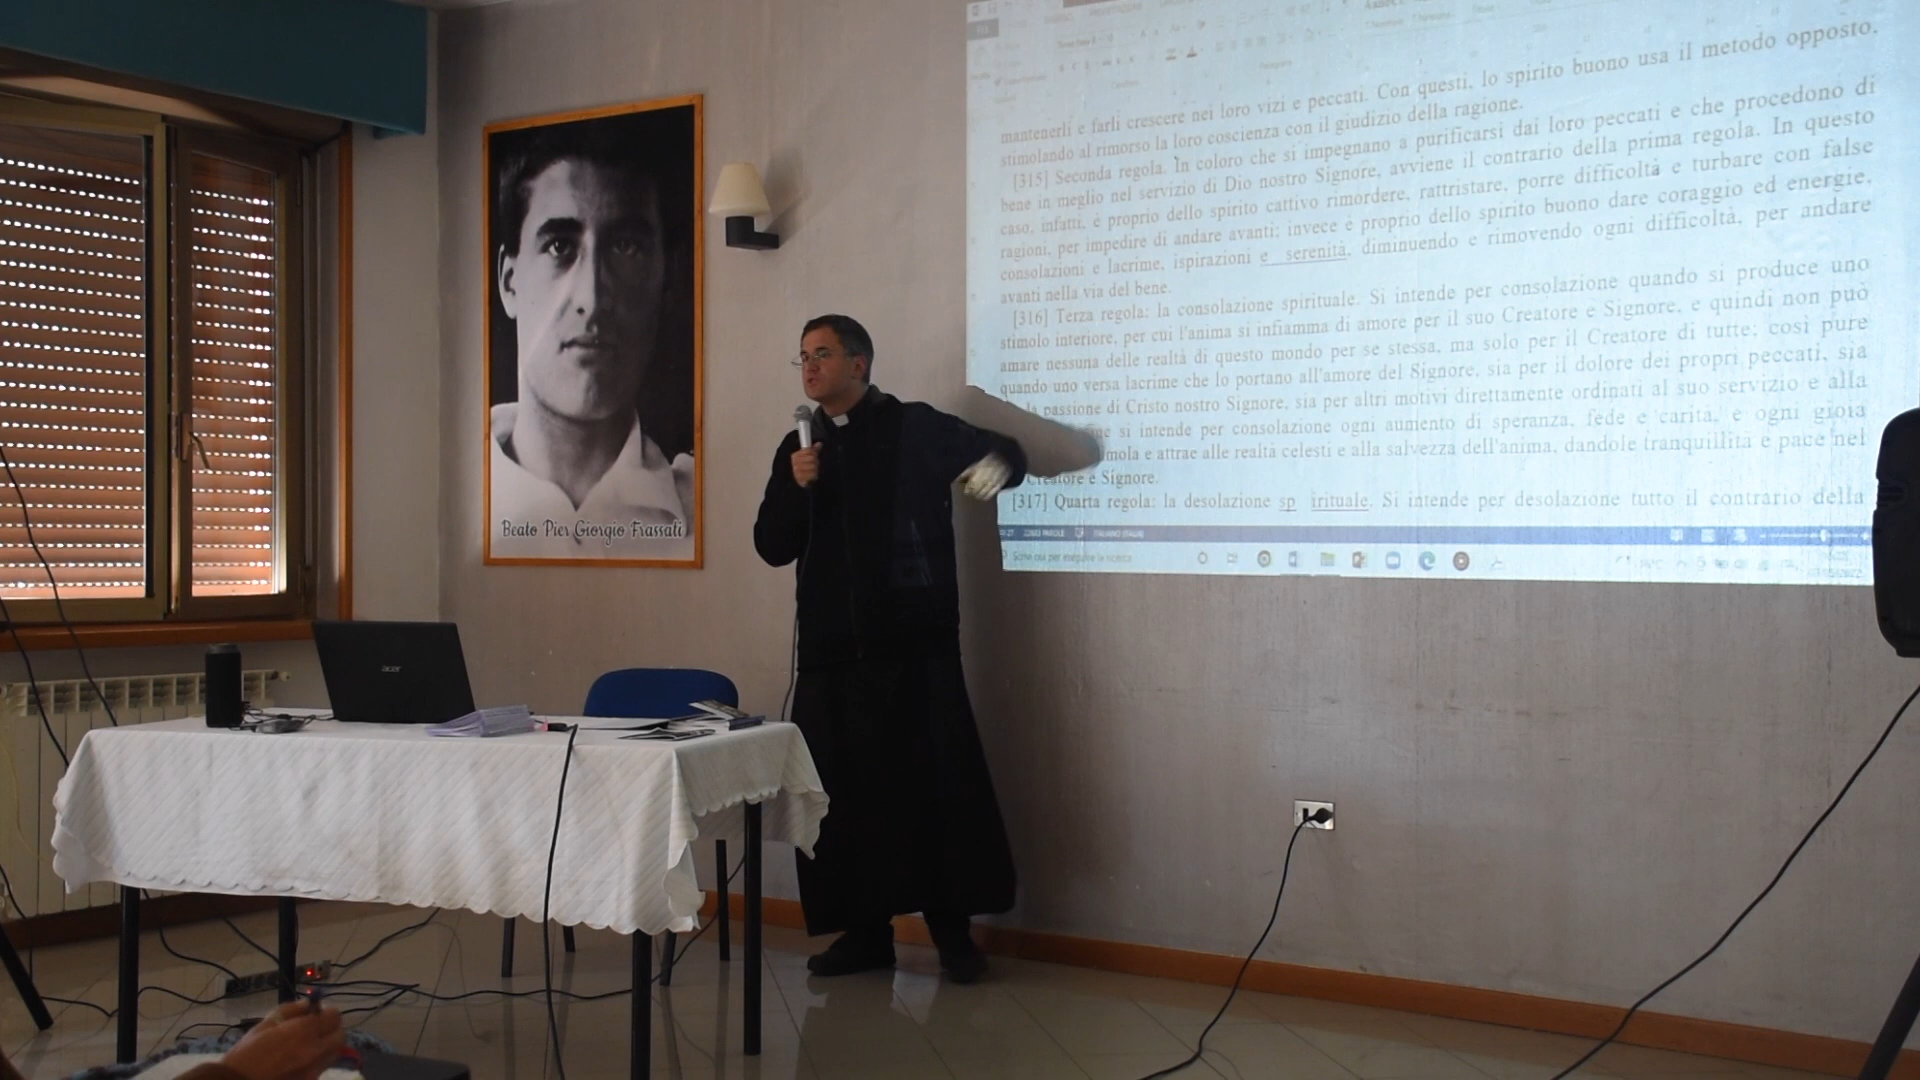 Beato Pier Giorgio Frassati
acer
mantenerli e farli crescere nei loro vizi e peccati. Con questi, lo spirito buono usa il metodo opposto,
stimolando al rimorso la loro coscienza con il giudizio della ragione.
[315] Seconda regola. In coloro che si impegnano a purificarsi dai loro peccati e che procedono di
bene in meglio nel servizio di Dio nostro Signore, avviene il contrario della prima regola. In questo
caso, infatti, è proprio dello spirito cattivo rimordere, rattristare, porre difficoltà e turbare con false
ragioni, per impedire di andare avanti; invece è proprio dello spirito buono dare coraggio ed energie,
consolazioni e lacrime, ispirazioni e serenità, diminuendo e rimovendo ogni difficoltà, per andare
avanti nella via del bene.
[316] Terza regola: la consolazione spirituale. Si intende per consolazione quando si produce uno
stimolo interiore, per cui l'anima si infiamma di amore per il suo Creatore e Signore, e quindi non può
amare nessuna delle realtà di questo mondo per se stessa, ma solo per il Creatore di tutte; così pure
quando uno versa lacrime che lo portano all'amore del Signore, sia per il dolore dei propri peccati, sia
la passione di Cristo nostro Signore, sia per altri motivi direttamente ordinati al suo servizio e alla
si intende per consolazione ogni aumento di speranza, fede e carità, e ogni gioia
mola e attrae alle realtà celesti e alla salvezza dell'anima, dandole tranquillità e pace nel
Creatore e Signore.
[317] Quarta regola: la desolazione sp irituale. Si intende per desolazione tutto il contrario della
ITALIANO (ITALIA)
Scrivi qui per eseguire la ricerca